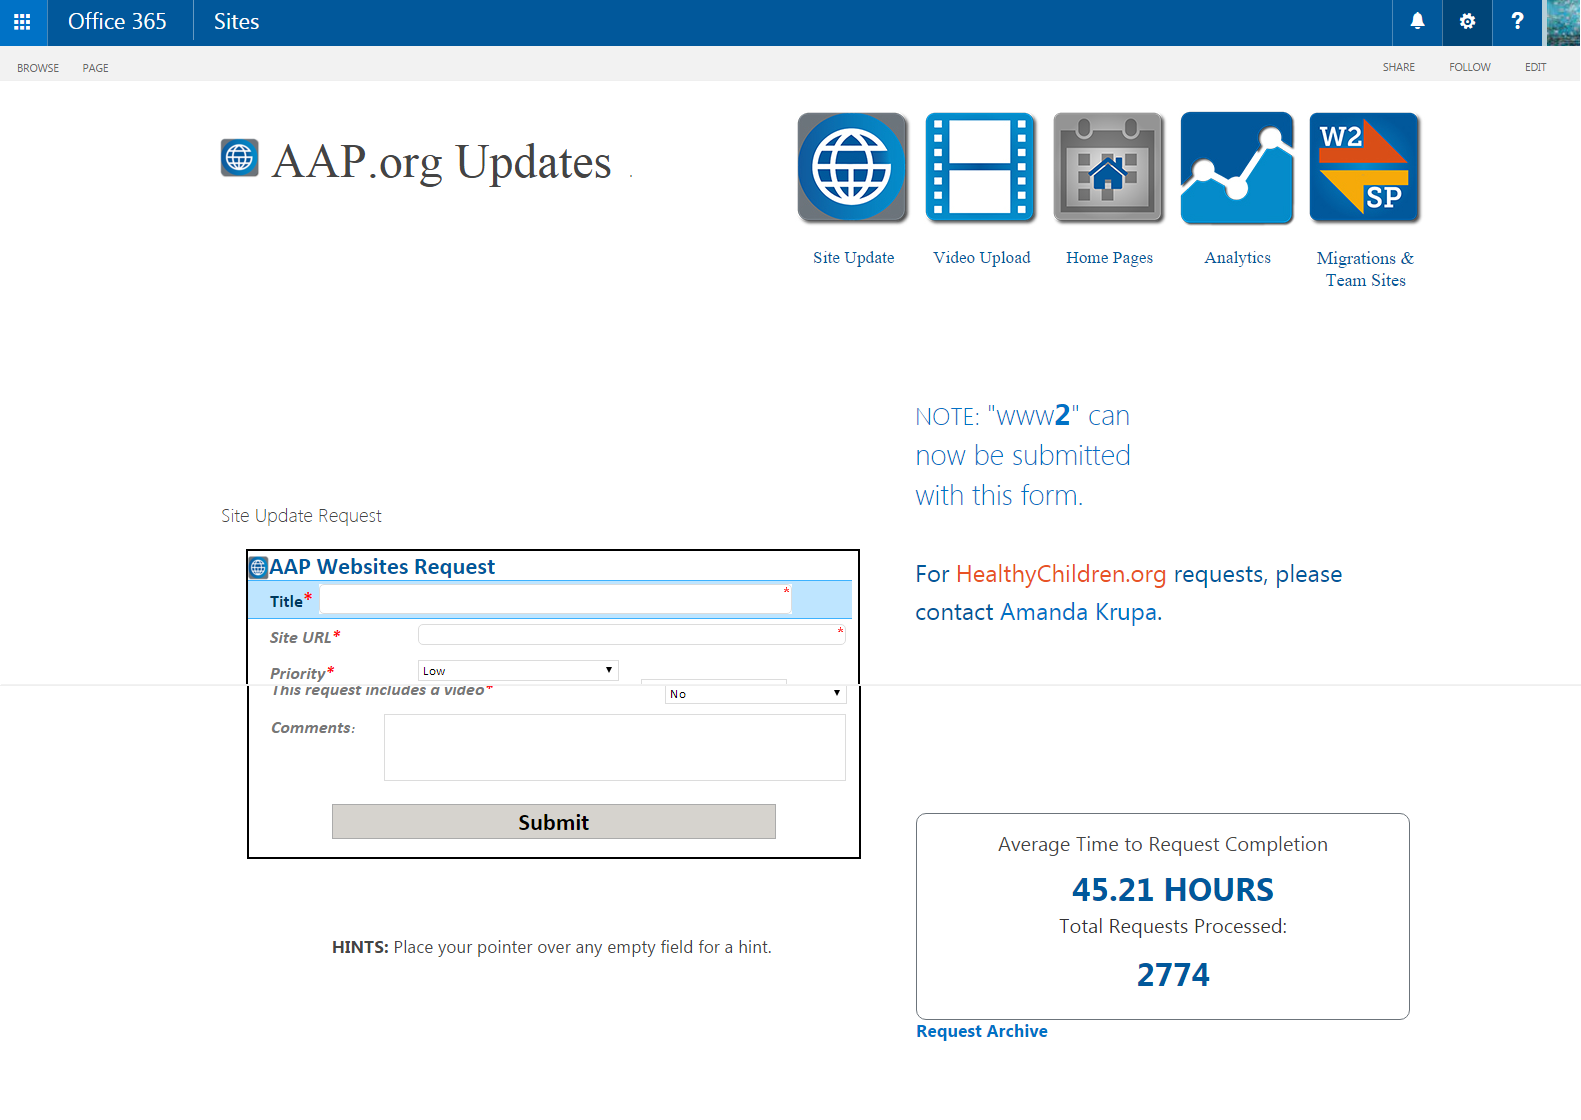 Office 365
Sites
?
BROWSE
PAGE
SHARE
FOLLOW
EDIT
AAP.org Updates .
W2
SP
Site Update
Video Upload
Home Pages
Analytics
Migrations &
Team Sites
NOTE: "www2" can
now be submitted
with this form.
Site Update Request
AAP Websites Request
Title*
*
Site URL*
*
Priority*
Low
This request includes a video*
No
Comments:
Submit
For HealthyChildren.org requests, please
contact Amanda Krupa.
HINTS: Place your pointer over any empty field for a hint.
Average Time to Request Completion
45.21 HOURS
Total Requests Processed:
2774
Request Archive